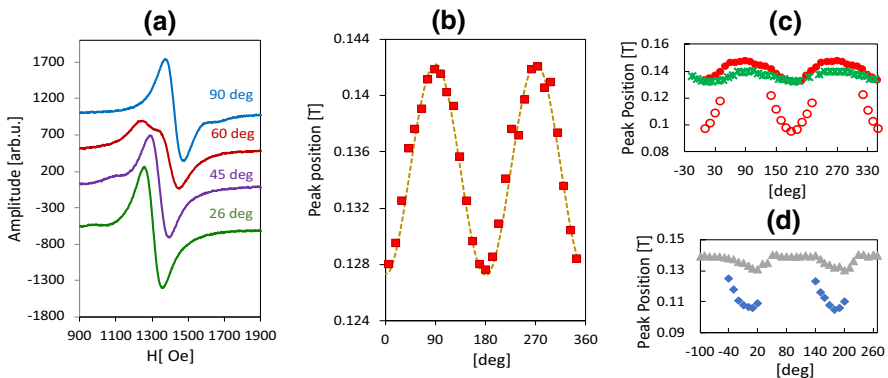 (a)
Amplitude [arb.u.]
1700
1200
700
200
-300
-800
-1300
-1800
90 deg
60 deg
45 deg
26 deg
900 1100 1300 1500 1700 1900
H[ Oe]
(b)
Peak position [T]
0.144
0.14
0.136
0.132
0.128
0.124
0 90 180 270 360
[deg]
(c)
Peak Position [T]
0.16
0.14
0.12
0.1
0.08
-30 30 90 150 210 270 330
[deg]
(d)
Peak Position [T]
0.15
0.13
0.11
0.09
-100 -40 20 80 140 200 260
[deg]